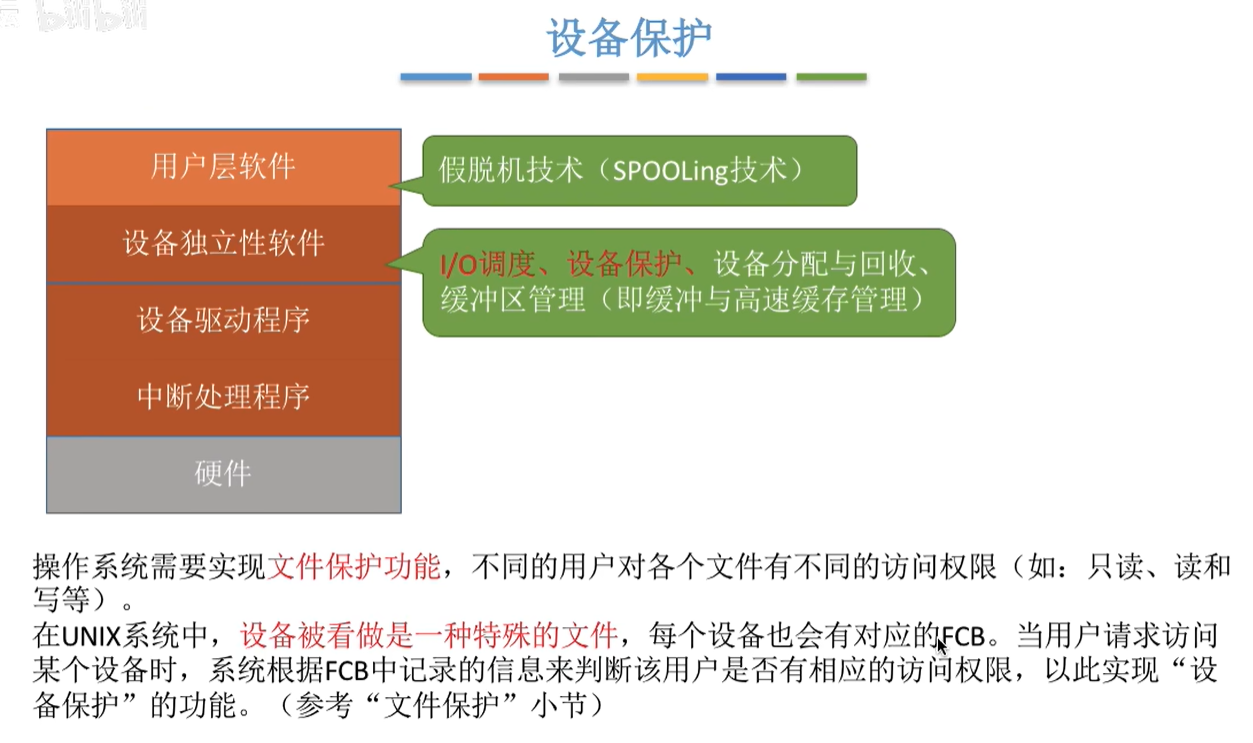 bilibili
设备保护
用户层软件
假脱机技术（SPOOLing技术）
设备独立性软件
I/O调度、设备保护、设备分配与回收、
缓冲区管理（即缓冲与高速缓存管理）
设备驱动程序
中断处理程序
硬件
操作系统需要实现文件保护功能，不同的用户对各个文件有不同的访问权限（如：只读、读和
写等）。
在UNIX系统中，设备被看做是一种特殊的文件，每个设备也会有对应的FCB。当用户请求访问
某个设备时，系统根据FCB中记录的信息来判断该用户是否有相应的访问权限，以此实现“设
备保护”的功能。（参考“文件保护”小节）